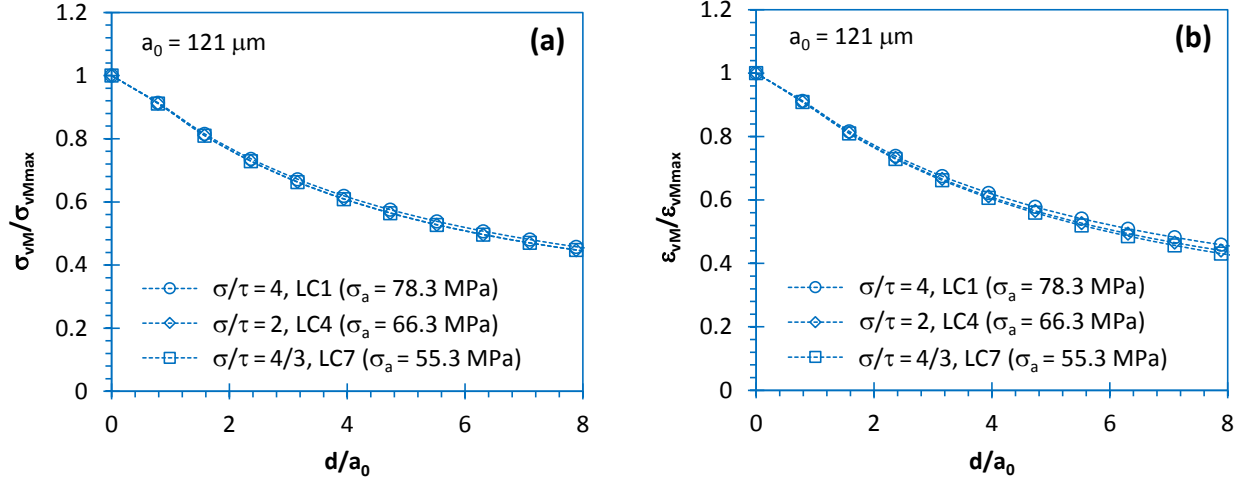 1.2
1
0.8
0.6
0.4
0.2
0
a₀ = 121 μm
(a)
σᵥM/σᵥMmax
σ/τ = 4, LC1 (σₐ = 78.3 MPa)
σ/τ = 2, LC4 (σₐ = 66.3 MPa)
σ/τ = 4/3, LC7 (σₐ = 55.3 MPa)
0 2 4 6 8
d/a₀
1.2
1
0.8
0.6
0.4
0.2
0
a₀ = 121 μm
(b)
εᵥM/εᵥMmax
σ/τ = 4, LC1 (σₐ = 78.3 MPa)
σ/τ = 2, LC4 (σₐ = 66.3 MPa)
σ/τ = 4/3, LC7 (σₐ = 55.3 MPa)
0 2 4 6 8
d/a₀